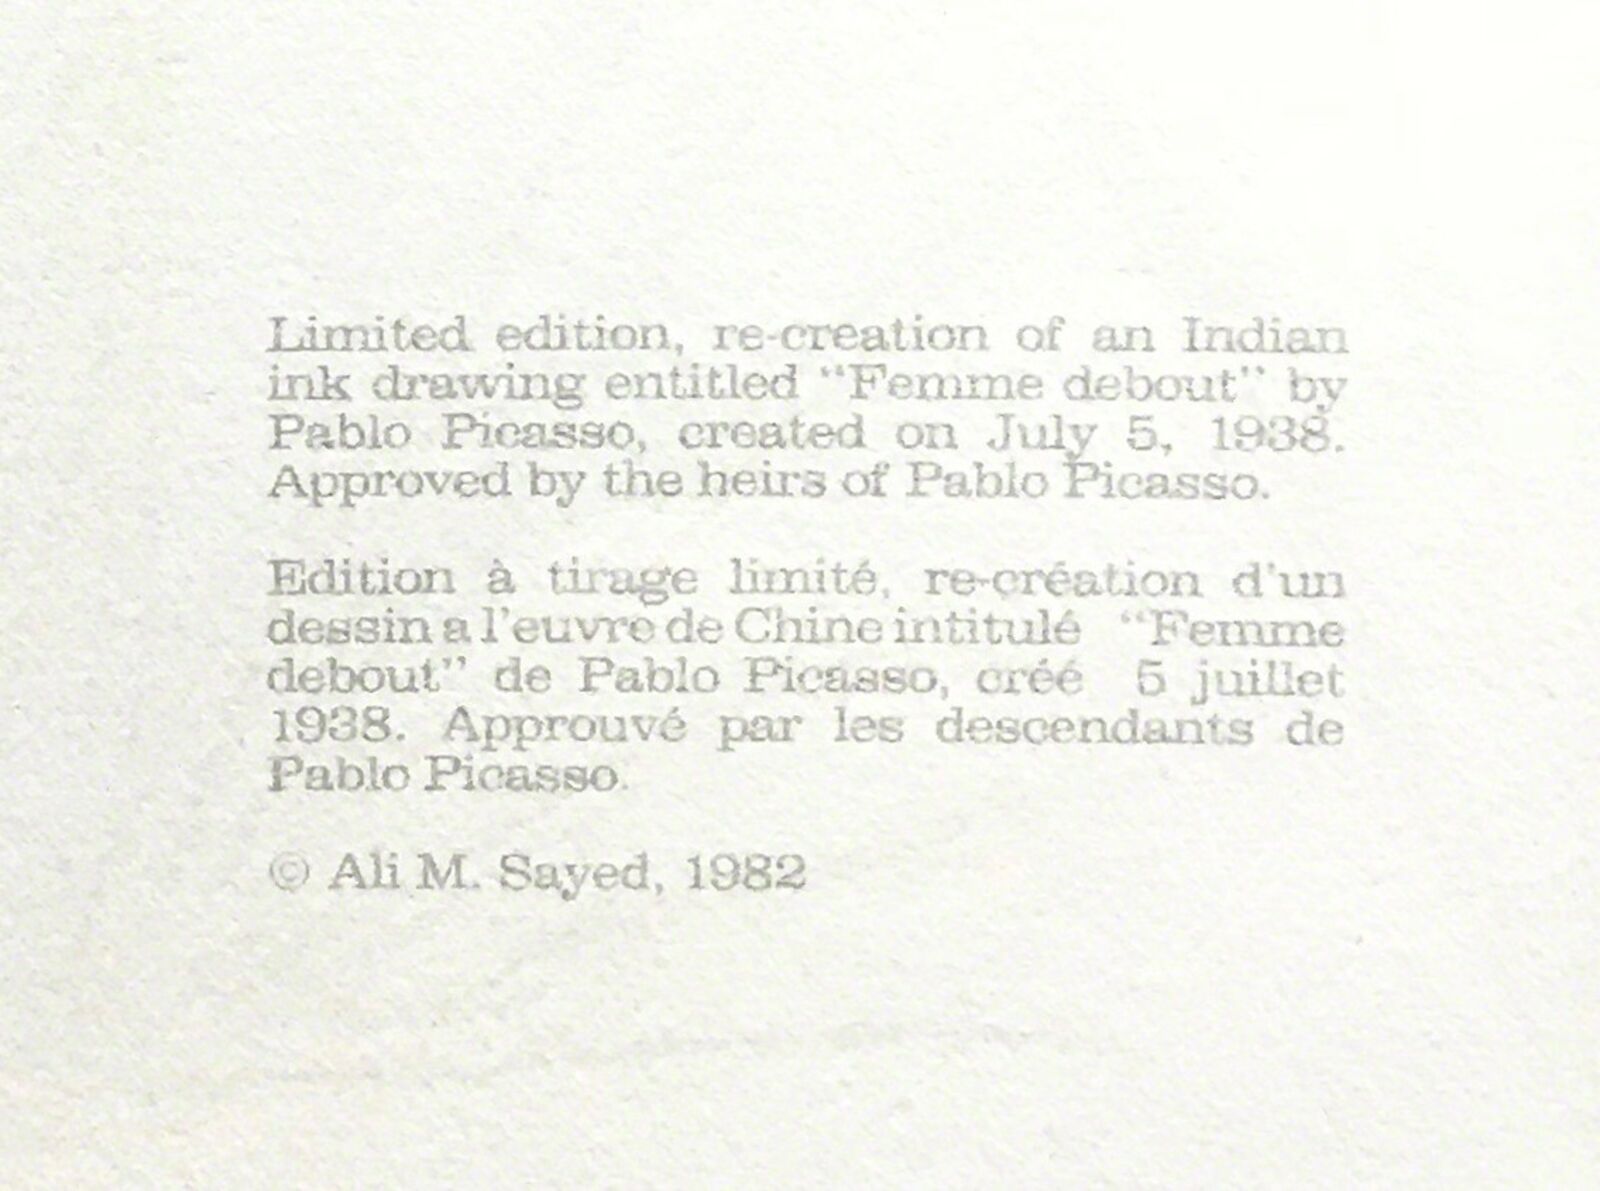 Limited edition, re-creation of an Indian
ink drawing entitled "Femme debout" by
Pablo Picasso, created on July 5, 1938.
Approved by the heirs of Pablo Picasso.
Edition à tirage limité, re-création d'un
dessin a l'euvre de Chine intitulé "Femme
debout" de Pablo Picasso, créé 5 juillet
1938. Approuvé par les descendants de
Pablo Picasso.
© Ali M. Sayed, 1982